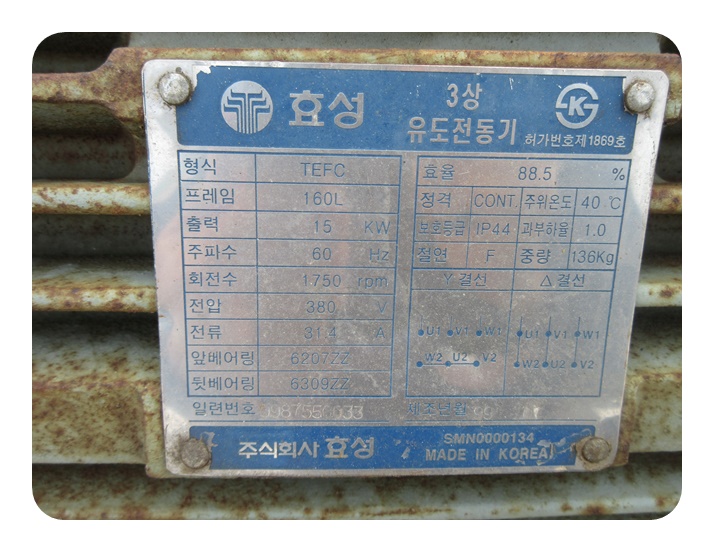 효성
3상
유도전동기
허가번호제1869호
형식 TEFC
프레임 160L
출력 15 KW
주파수 60 Hz
회전수 1750 rpm
전압 380 V
전류 31.4 A
앞베어링 6207ZZ
뒷베어링 6309ZZ
일련번호
효율 88.5 %
정격 CONT. 주위온도 40 ℃
보호등급 IP44 과부하율 1.0
절연 F 중량 136Kg
Y 결선 △ 결선
U1 V1 W1 U1 V1 W1
W2 U2 V2 W2 U2 V2
제조년월
주식회사 효성
SMN0000134
MADE IN KOREA